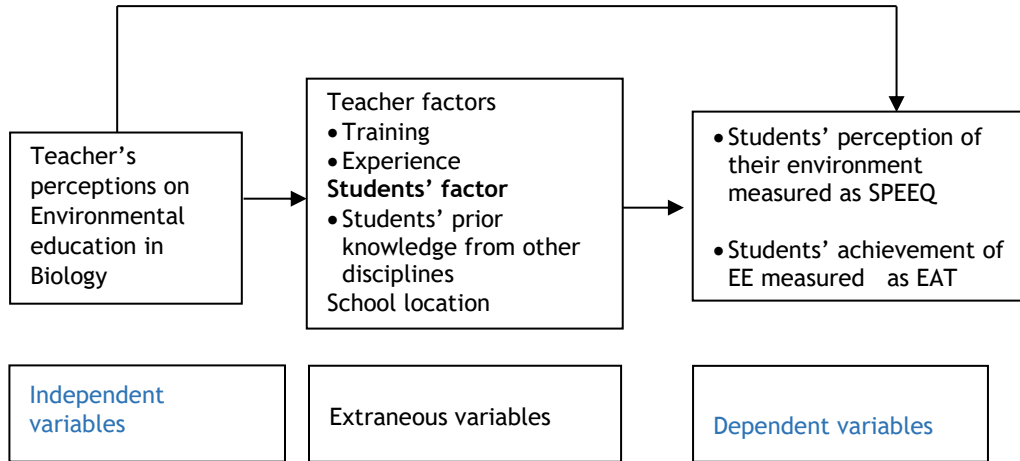 Teacher's
perceptions on
Environmental
education in
Biology
Teacher factors
•Training
•Experience
Students' factor
•Students' prior
knowledge from other
disciplines
School location
•Students' perception of
their environment
measured as SPEEQ
•Students' achievement of
EE measured as EAT
Independent
variables
Extraneous variables
Dependent variables